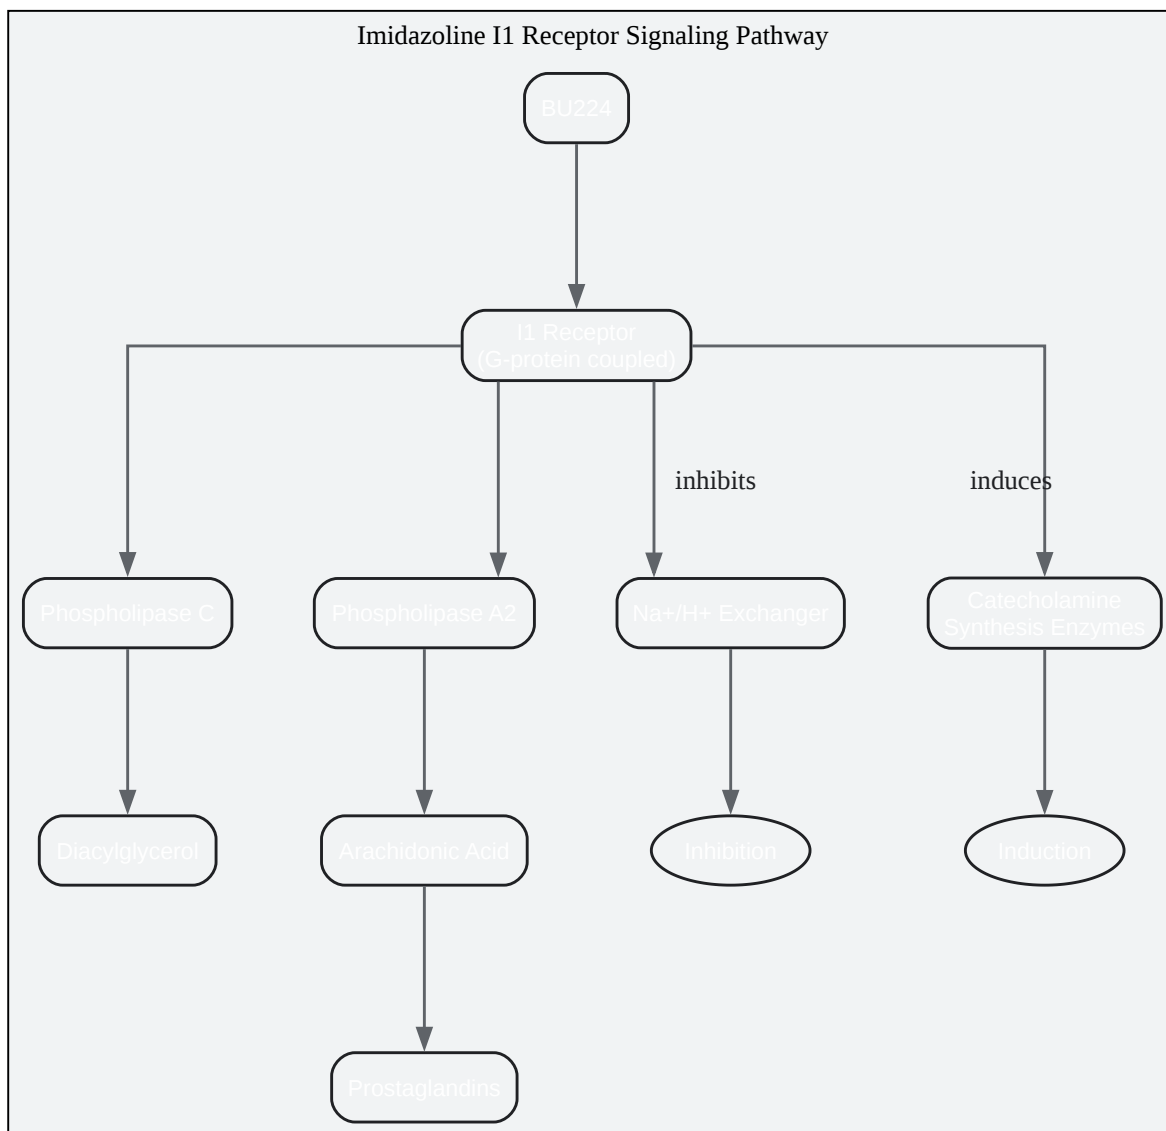 Imidazoline I1 Receptor Signaling Pathway
BU224
I1 Receptor
(G-protein coupled)
inhibits
induces
Phospholipase C
Phospholipase A2
Na+/H+ Exchanger
Catecholamine
Synthesis Enzymes
Diacylglycerol
Arachidonic Acid
Inhibition
Induction
Prostaglandins